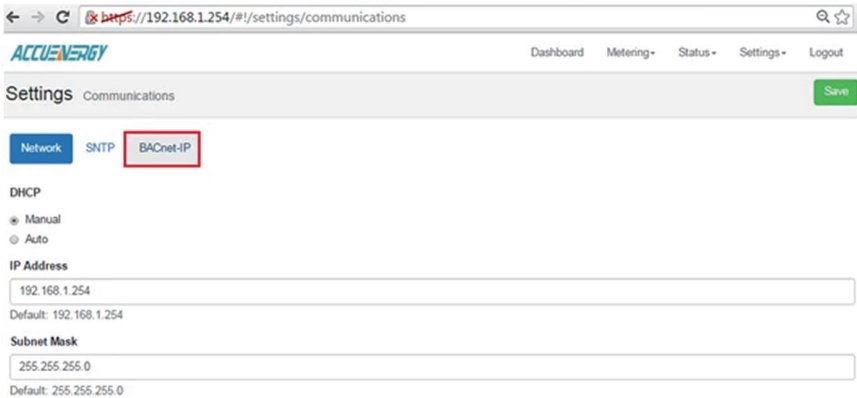 https://192.168.1.254/#!/settings/communications
ACCUENERGY Dashboard Metering Status Settings Logout
Settings Communications Save
Network SNTP BACnet-IP
DHCP
Manual
Auto
IP Address
192.168.1.254
Default: 192.168.1.254
Subnet Mask
255.255.255.0
Default: 255.255.255.0